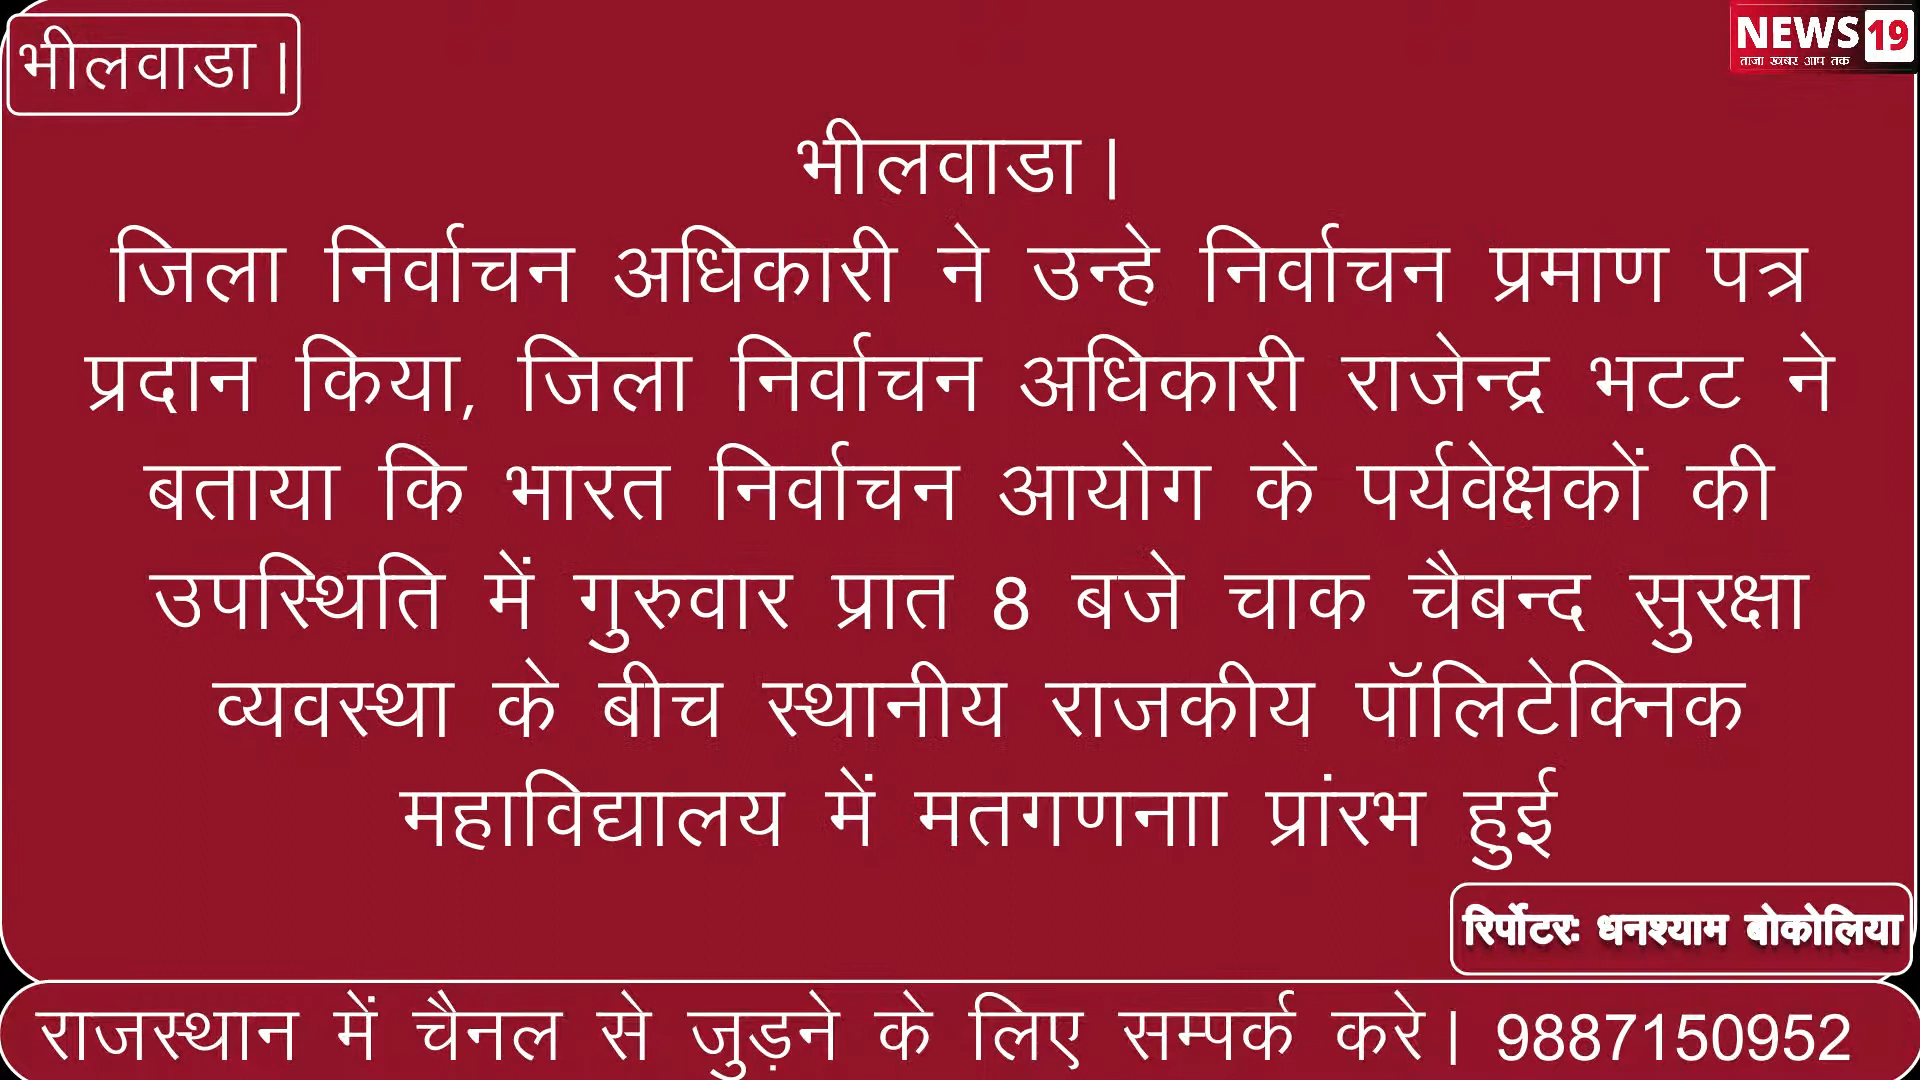 भीलवाडा |
NEWS 19
ताजा खबर आप तक
भीलवाडा |
जिला निर्वाचन अधिकारी ने उन्हे निर्वाचन प्रमाण पत्र
प्रदान किया, जिला निर्वाचन अधिकारी राजेन्द्र भटट ने
बताया कि भारत निर्वाचन आयोग के पर्यवेक्षकों की
उपस्थिति में गुरुवार प्रात 8 बजे चाक चैबन्द सुरक्षा
व्यवस्था के बीच स्थानीय राजकीय पॉलिटेक्निक
महाविद्यालय में मतगणनाा प्रांरभ हुई
रिर्पोटरः धनश्याम बोकोलिया
राजस्थान में चैनल से जुड़ने के लिए सम्पर्क करे | 9887150952